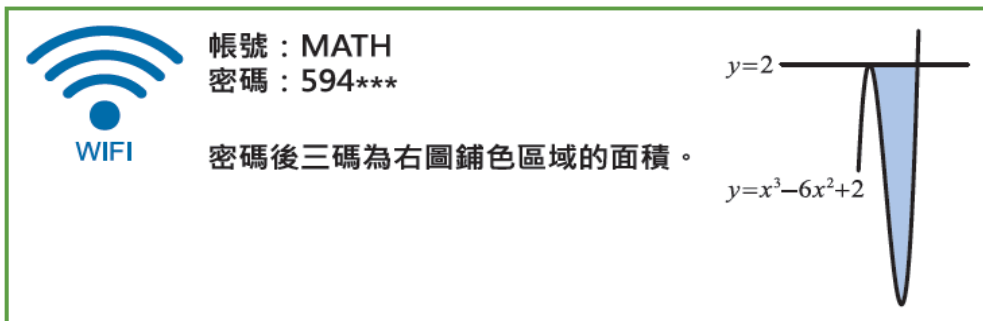 帳號：MATH
密碼：594***
WIFI
密碼後三碼為右圖鋪色區域的面積。
y=2
y=x³−6x²+2